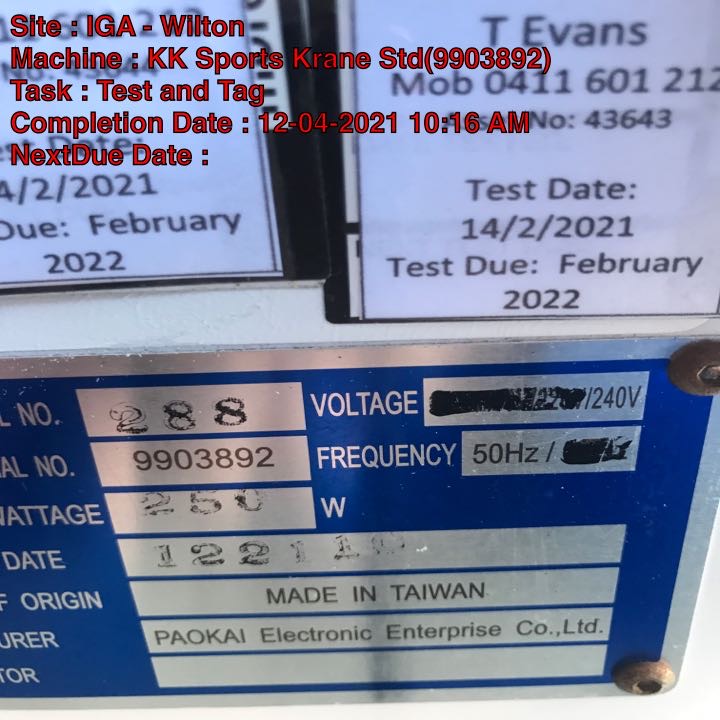 Site : IGA - Wilton
Machine : KK Sports Krane Std(9903892)
Task : Test and Tag
Completion Date : 12-04-2021 10:16 AM
NextDue Date :
4/2/2021
Due: February
2022
T Evans
Mob 0411 601 212
No: 43643
Test Date:
14/2/2021
Test Due: February
2022
L NO. 288
AL NO. 9903892
WATTAGE 250 W
DATE
F ORIGIN MADE IN TAIWAN
URER PAOKAI Electronic Enterprise Co.,Ltd.
TOR
VOLTAGE /240V
FREQUENCY 50Hz /